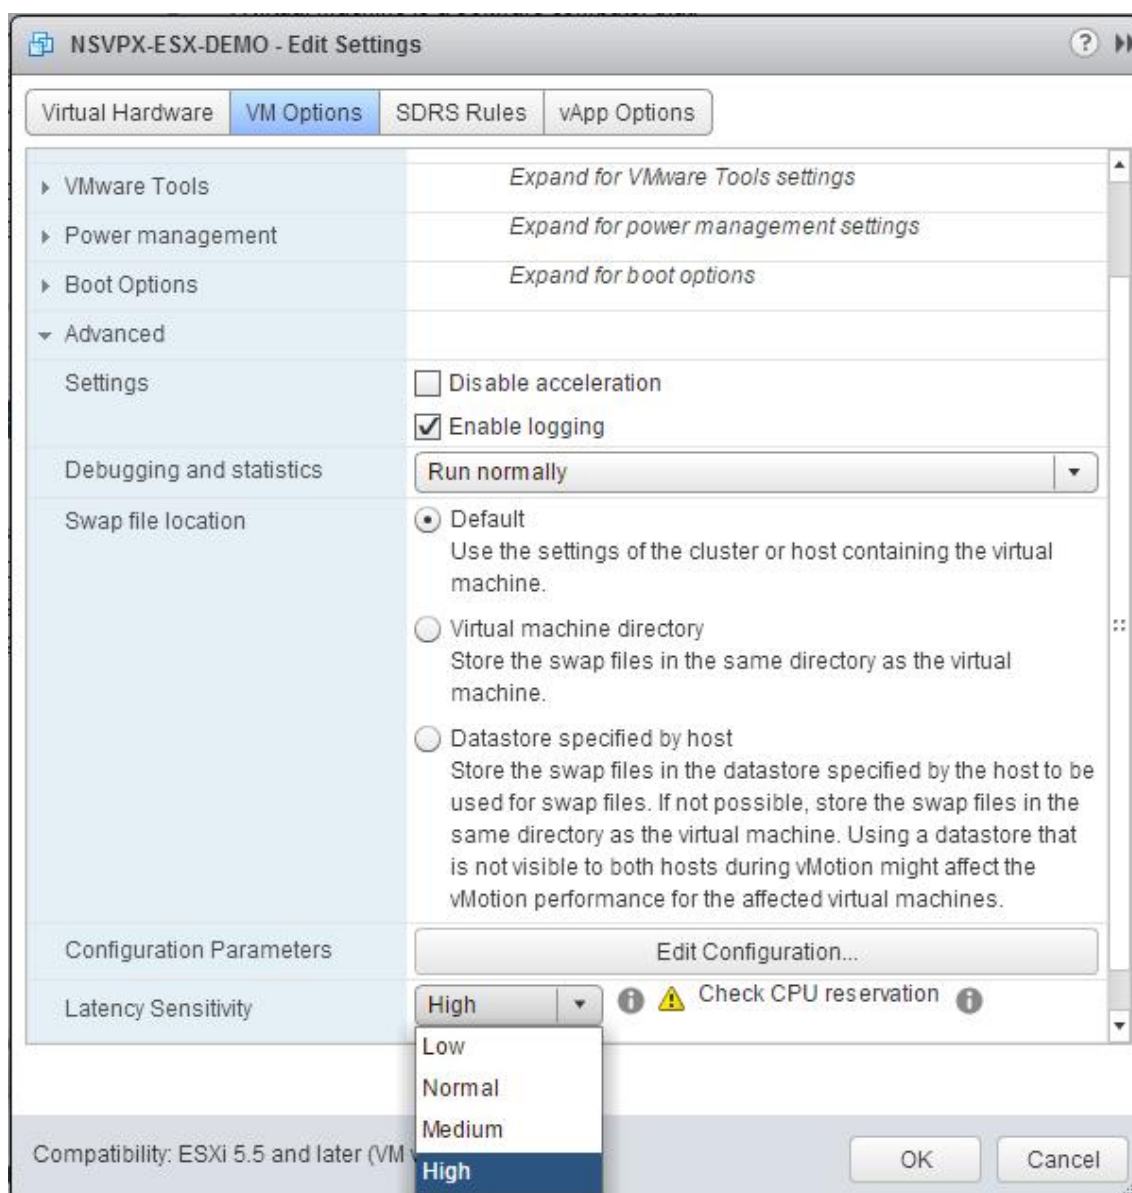 NSVPX-ESX-DEMO - Edit Settings
Virtual Hardware
VM Options
SDRS Rules
vApp Options
VMware Tools
Expand for VMware Tools settings
Power management
Expand for power management settings
Boot Options
Expand for boot options
Advanced
Settings
Disable acceleration
Enable logging
Debugging and statistics
Run normally
Swap file location
Default
Use the settings of the cluster or host containing the virtual
machine.
Virtual machine directory
Store the swap files in the same directory as the virtual
machine.
Datastore specified by host
Store the swap files in the datastore specified by the host to be
used for swap files. If not possible, store the swap files in the
same directory as the virtual machine. Using a datastore that
is not visible to both hosts during vMotion might affect the
vMotion performance for the affected virtual machines.
Configuration Parameters
Edit Configuration...
Latency Sensitivity
High
Check CPU reservation
Low
Normal
Medium
High
Compatibility: ESXi 5.5 and later (VM
OK
Cancel